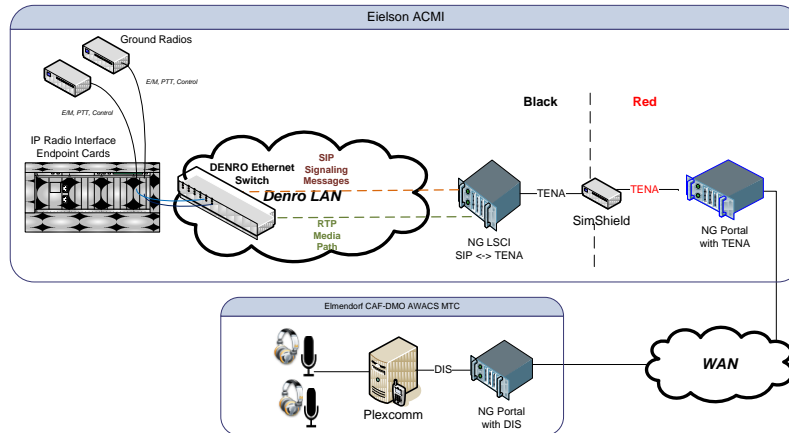 Eielson ACMI
Ground Radios
E/M, PTT, Control
E/M, PTT, Control
Black
Red
IP Radio Interface
Endpoint Cards
DENRO Ethernet
Switch
SIP
Signaling
Messages
Denro LAN
RTP
Media
Path
TENA
TENA
NG LSCI
SIP <-> TENA
SimShield
NG Portal
with TENA
Elmendorf CAF-DMO AWACS MTC
DIS
Plexcomm
NG Portal
with DIS
WAN